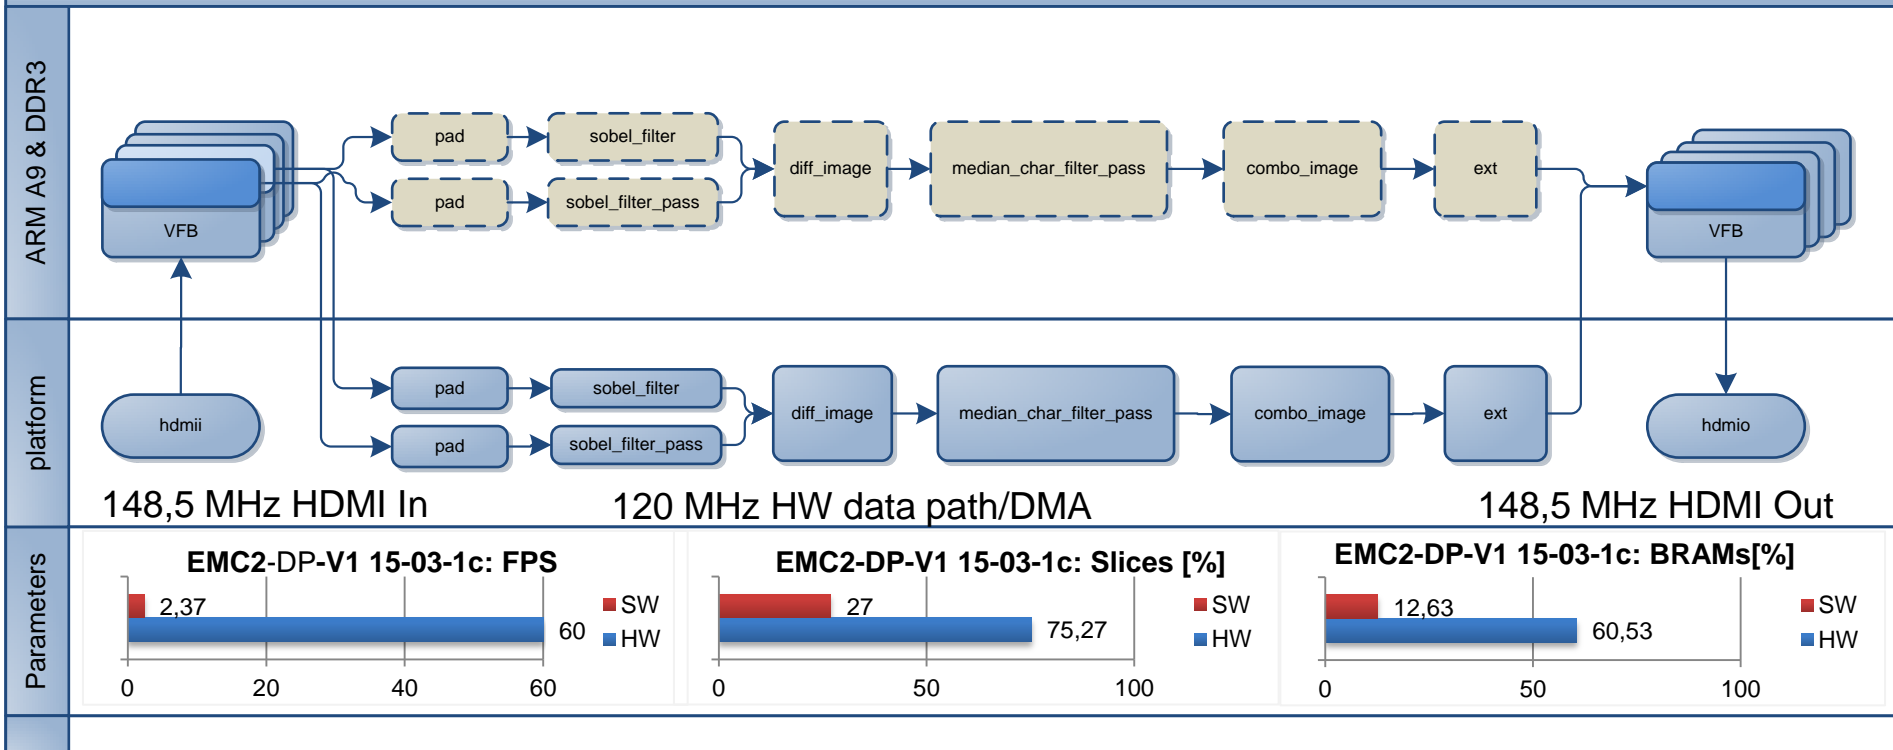 ARM A9 & DDR3
pad
sobel_filter
pad
sobel_filter_pass
diff_image
median_char_filter_pass
combo_image
ext
VFB
VFB
platform
hdmii
pad
sobel_filter
pad
sobel_filter_pass
diff_image
median_char_filter_pass
combo_image
ext
hdmio
148,5 MHz HDMI In
120 MHz HW data path/DMA
148,5 MHz HDMI Out
Parameters
EMC2-DP-V1 15-03-1c: FPS
2,37
60
SW
HW
0 20 40 60
EMC2-DP-V1 15-03-1c: Slices [%]
27
75,27
SW
HW
0 50 100
EMC2-DP-V1 15-03-1c: BRAMs[%]
12,63
60,53
SW
HW
0 50 100